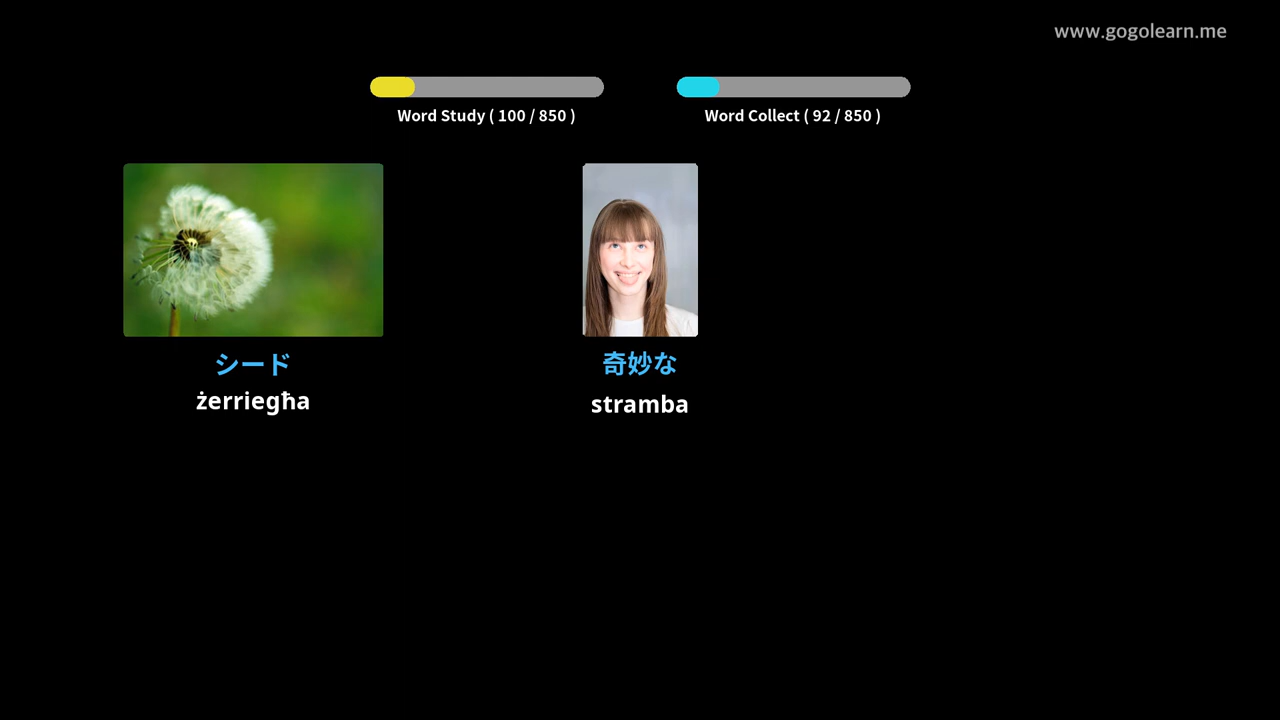 www.gogolearn.me
Word Study ( 100 / 850 )
Word Collect ( 92 / 850 )
シード
żerriegħa
奇妙な
stramba